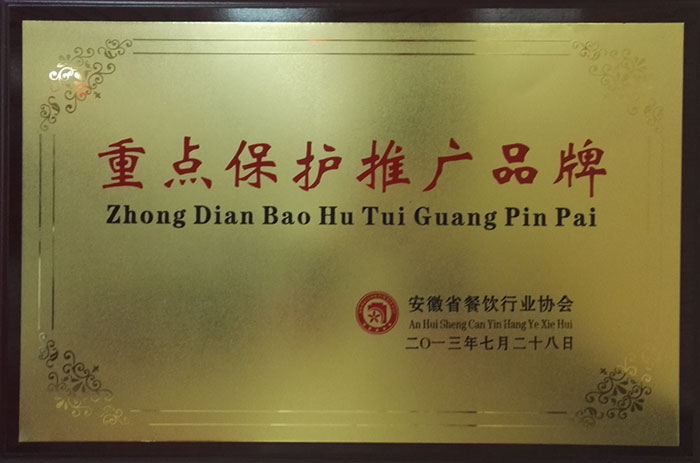 重点保护推广品牌
Zhong Dian Bao Hu Tui Guang Pin Pai
安徽省餐饮行业协会
An Hui Sheng Can Yin Hang Ye Xie Hui
二〇一三年七月二十八日